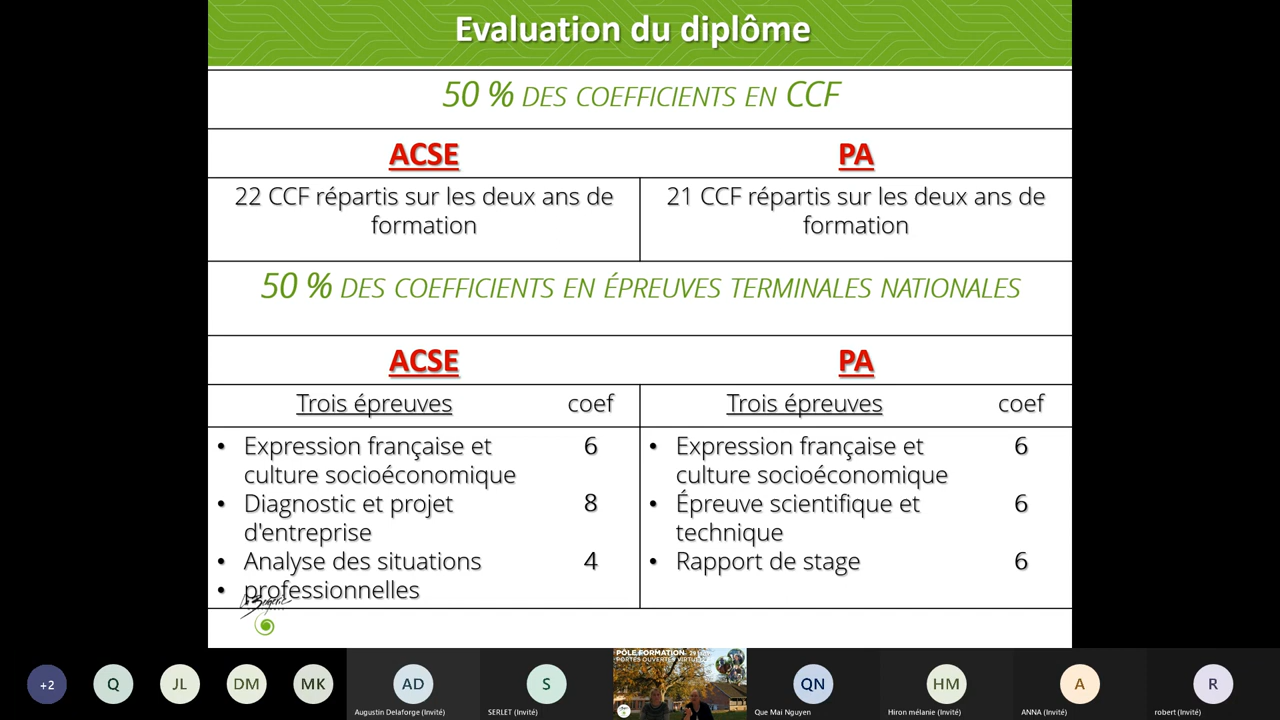 Evaluation du diplôme
50 % DES COEFFICIENTS EN CCF
ACSE
PA
22 CCF répartis sur les deux ans de
formation
21 CCF répartis sur les deux ans de
formation
50 % DES COEFFICIENTS EN ÉPREUVES TERMINALES NATIONALES
ACSE
PA
Trois épreuves coef
Trois épreuves coef
• Expression française et 6
culture socioéconomique
• Diagnostic et projet 8
d'entreprise
• Analyse des situations 4
• professionnelles
• Expression française et 6
culture socioéconomique
• Épreuve scientifique et 6
technique
• Rapport de stage 6
+2
Q
JL
DM
MK
AD
Augustin Delaforge (Invité)
S
SERLET (Invité)
PÔLE FORMATION
PORTES OUVERTES
QN
Que Mai Nguyen
HM
Hiron mélanie (Invité)
A
ANNA (Invité)
R
robert (Invité)